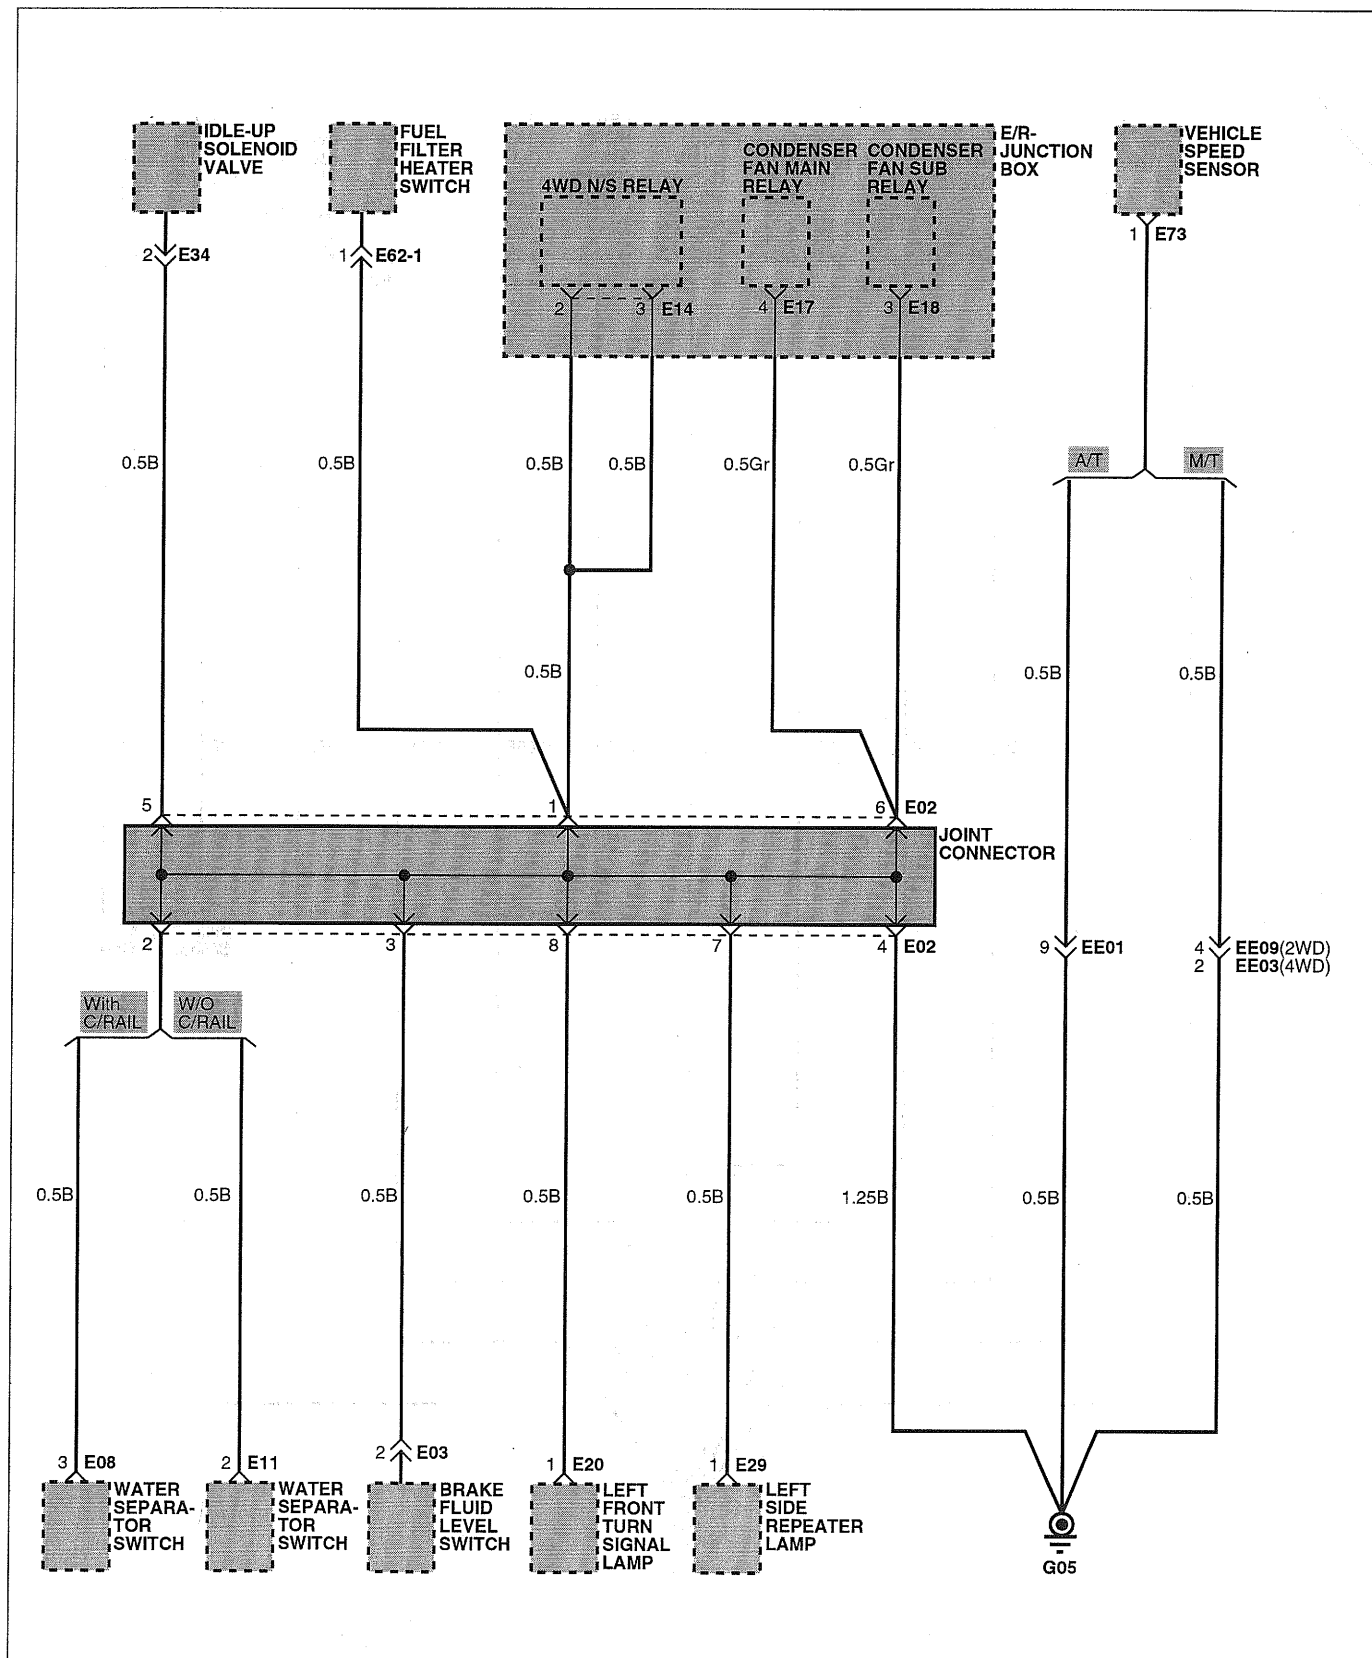 IDLE-UP
SOLENOID
VALVE
FUEL
FILTER
HEATER
SWITCH
4WD N/S RELAY
CONDENSER
FAN MAIN
RELAY
CONDENSER
FAN SUB
RELAY
E/R-
JUNCTION
BOX
VEHICLE
SPEED
SENSOR
2 E34
1 E62-1
2
3 E14
4 E17
3 E18
1 E73
0.5B
0.5B
0.5B
0.5B
0.5Gr
0.5Gr
A/T
M/T
0.5B
0.5B
0.5B
5
1
6 E02
JOINT
CONNECTOR
2
3
8
7
4 E02
9 EE01
4 EE09(2WD)
2 EE03(4WD)
With
C/RAIL
W/O
C/RAIL
0.5B
0.5B
0.5B
0.5B
0.5B
1.25B
0.5B
0.5B
3 E08
2 E11
2 E03
1 E20
1 E29
WATER
SEPARA-
TOR
SWITCH
WATER
SEPARA-
TOR
SWITCH
BRAKE
FLUID
LEVEL
SWITCH
LEFT
FRONT
TURN
SIGNAL
LAMP
LEFT
SIDE
REPEATER
LAMP
G05